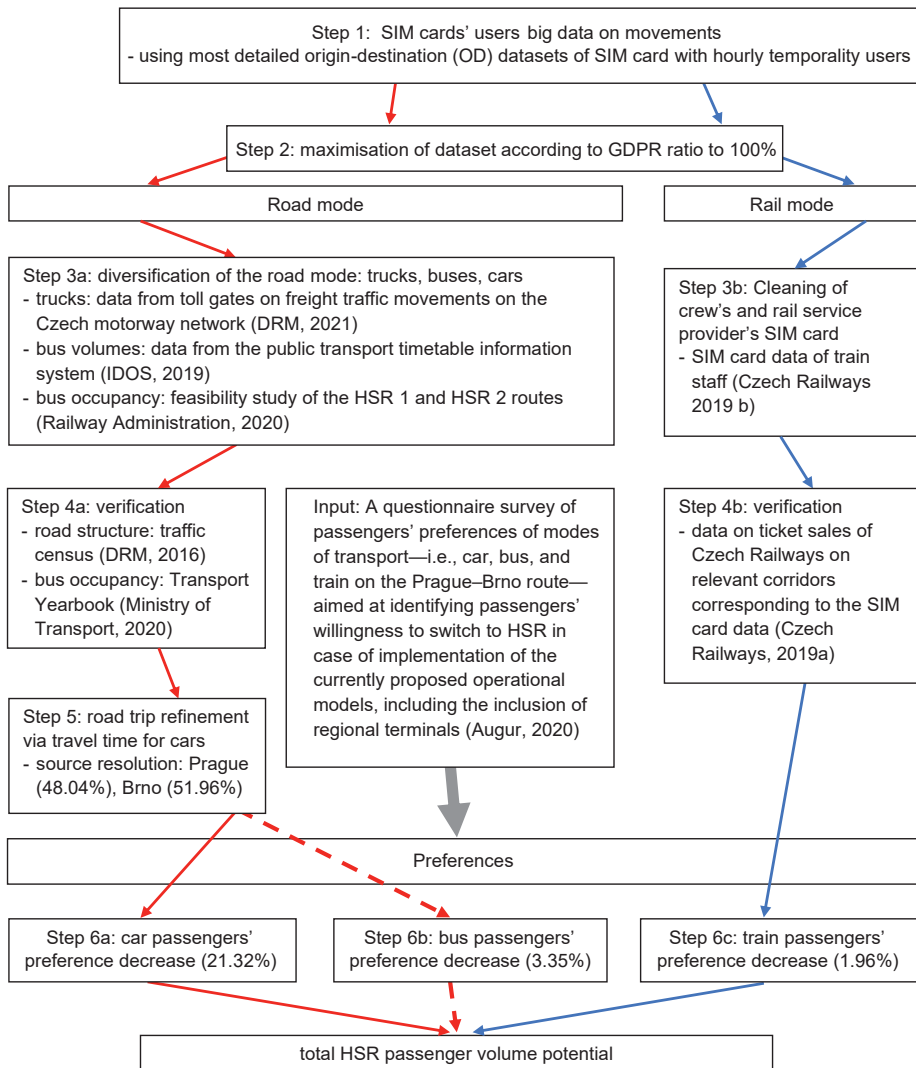 Step 1: SIM cards' users big data on movements
- using most detailed origin-destination (OD) datasets of SIM card with hourly temporality users
Step 2: maximisation of dataset according to GDPR ratio to 100%
Road mode
Rail mode
Step 3a: diversification of the road mode: trucks, buses, cars
- trucks: data from toll gates on freight traffic movements on the
Czech motorway network (DRM, 2021)
- bus volumes: data from the public transport timetable information
system (IDOS, 2019)
- bus occupancy: feasibility study of the HSR 1 and HSR 2 routes
(Railway Administration, 2020)
Step 3b: Cleaning of
crew's and rail service
provider's SIM card
- SIM card data of train
staff (Czech Railways
2019 b)
Step 4a: verification
- road structure: traffic
census (DRM, 2016)
- bus occupancy: Transport
Yearbook (Ministry of
Transport, 2020)
Input: A questionnaire survey of
passengers' preferences of modes
of transport—i.e., car, bus, and
train on the Prague–Brno route—
aimed at identifying passengers'
willingness to switch to HSR in
case of implementation of the
currently proposed operational
models, including the inclusion of
regional terminals (Augur, 2020)
Step 4b: verification
- data on ticket sales of
Czech Railways on
relevant corridors
corresponding to the SIM
card data (Czech
Railways, 2019a)
Step 5: road trip refinement
via travel time for cars
- source resolution: Prague
(48.04%), Brno (51.96%)
Preferences
Step 6a: car passengers'
preference decrease (21.32%)
Step 6b: bus passengers'
preference decrease (3.35%)
Step 6c: train passengers'
preference decrease (1.96%)
total HSR passenger volume potential